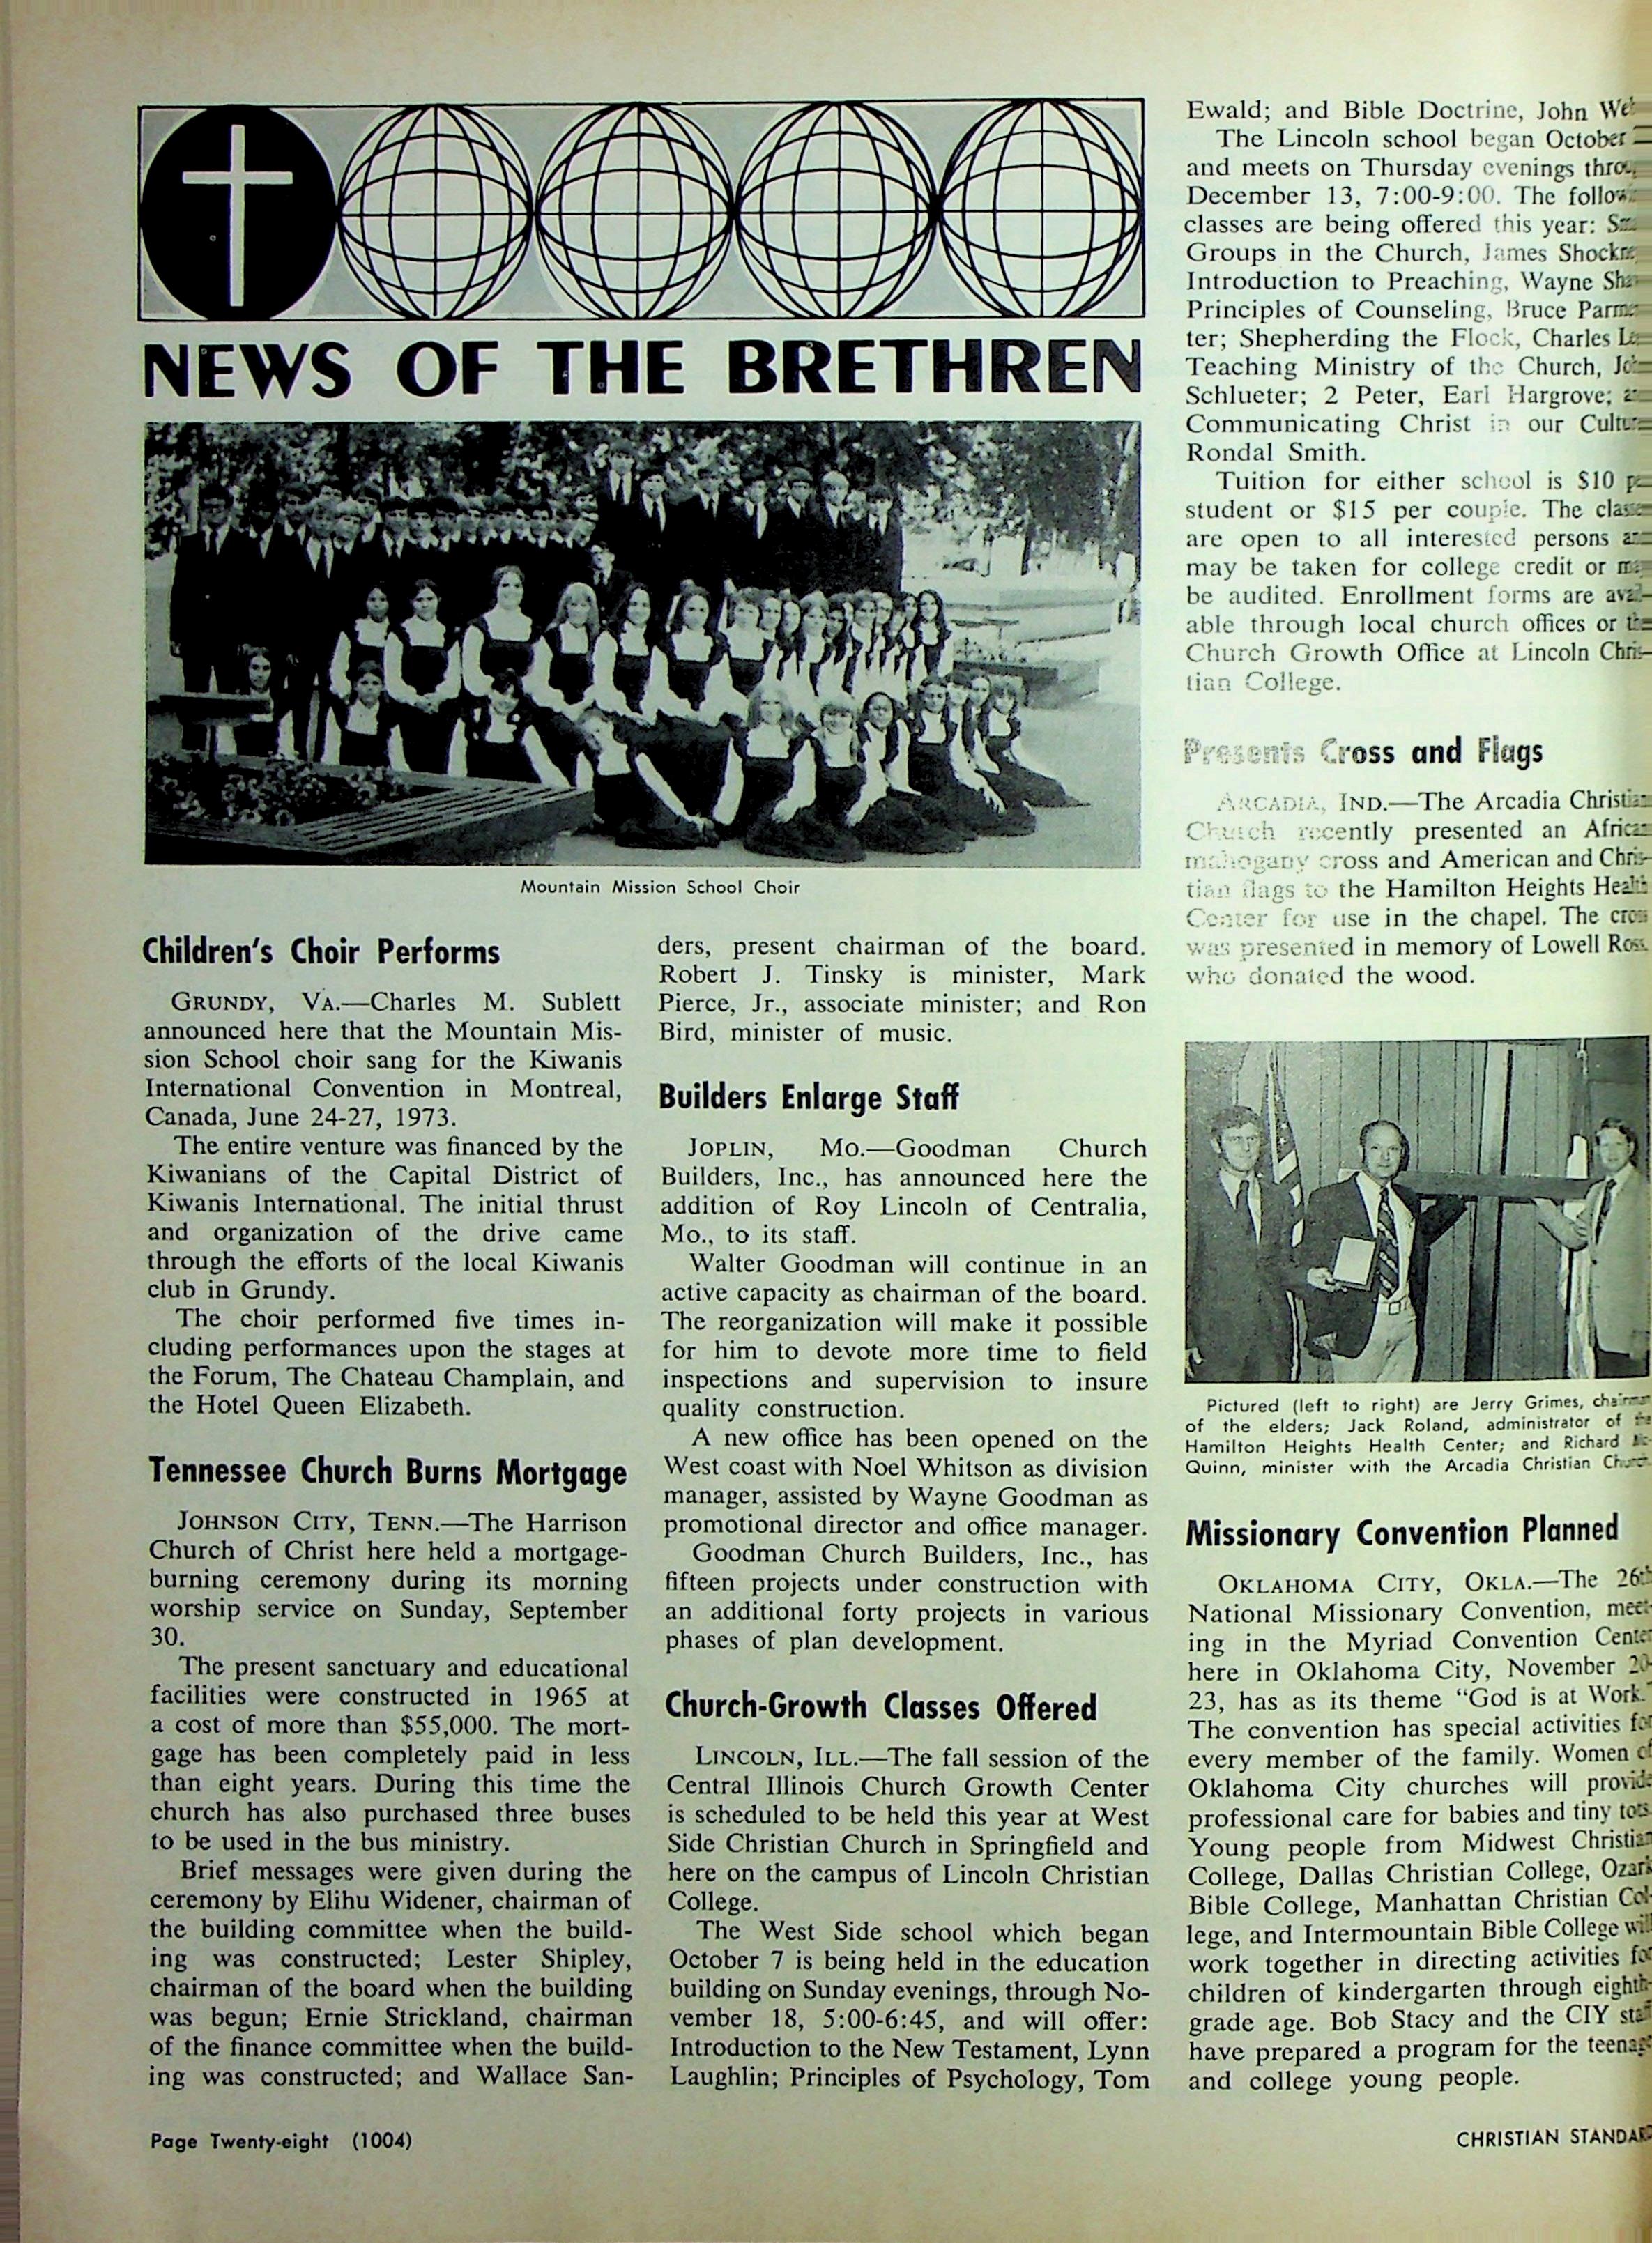 NEWS OF THE BRETHREN
Mountain Mission School Choir
Children's Choir Performs
GRUNDY, VA.—Charles M. Sublett
announced here that the Mountain Mis-
sion School choir sang for the Kiwanis
International Convention in Montreal,
Canada, June 24-27, 1973.
The entire venture was financed by the
Kiwanians of the Capital District of
Kiwanis International. The initial thrust
and organization of the drive came
through the efforts of the local Kiwanis
club in Grundy.
The choir performed five times in-
cluding performances upon the stages at
the Forum, The Chateau Champlain, and
the Hotel Queen Elizabeth.
Tennessee Church Burns Mortgage
JOHNSON CITY, TENN.—The Harrison
Church of Christ here held a mortgage-
burning ceremony during its morning
worship service on Sunday, September
30.
The present sanctuary and educational
facilities were constructed in 1965 at
a cost of more than $55,000. The mort-
gage has been completely paid in less
than eight years. During this time the
church has also purchased three buses
to be used in the bus ministry.
Brief messages were given during the
ceremony by Elihu Widener, chairman of
the building committee when the build-
ing was constructed; Lester Shipley,
chairman of the board when the building
was begun; Ernie Strickland, chairman
of the finance committee when the build-
ing was constructed; and Wallace San-
ders, present chairman of the board.
Robert J. Tinsky is minister, Mark
Pierce, Jr., associate minister; and Ron
Bird, minister of music.
Builders Enlarge Staff
JOPLIN, MO.—Goodman Church
Builders, Inc., has announced here the
addition of Roy Lincoln of Centralia,
Mo., to its staff.
Walter Goodman will continue in an
active capacity as chairman of the board.
The reorganization will make it possible
for him to devote more time to field
inspections and supervision to insure
quality construction.
A new office has been opened on the
West coast with Noel Whitson as division
manager, assisted by Wayne Goodman as
promotional director and office manager.
Goodman Church Builders, Inc., has
fifteen projects under construction with
an additional forty projects in various
phases of plan development.
Church-Growth Classes Offered
LINCOLN, ILL.—The fall session of the
Central Illinois Church Growth Center
is scheduled to be held this year at West
Side Christian Church in Springfield and
here on the campus of Lincoln Christian
College.
The West Side school which began
October 7 is being held in the education
building on Sunday evenings, through No-
vember 18, 5:00-6:45, and will offer:
Introduction to the New Testament, Lynn
Laughlin; Principles of Psychology, Tom
Ewald; and Bible Doctrine, John
The Lincoln school began October
and meets on Thursday evenings
December 13, 7:00-9:00. The
classes are being offered this year:
Groups in the Church, James
Introduction to Preaching, Wayne
Principles of Counseling, Bruce Parme-
ter; Shepherding the Flock, Charles
Teaching Ministry of the Church,
Schlueter; 2 Peter, Earl Hargrove;
Communicating Christ in our Culture
Rondal Smith.
Tuition for either school is $10
student or $15 per couple. The
are open to all interested persons
may be taken for college credit or
be audited. Enrollment forms are avail-
able through local church offices or the
Church Growth Office at Lincoln Chris-
tian College.
Presents Cross and Flags
ARCADIA, IND.—The Arcadia Christian
Church recently presented an African
mahogany cross and American and Chris-
tian flags to the Hamilton Heights Health
Center for use in the chapel. The cross
was presented in memory of Lowell Ross
who donated the wood.
Pictured (left to right) are Jerry Grimes, chairman
of the elders; Jack Roland, administrator of the
Hamilton Heights Health Center; and Richard
Quinn, minister with the Arcadia Christian Church.
Missionary Convention Planned
OKLAHOMA CITY, OKLA.—The 26th
National Missionary Convention, meet-
ing in the Myriad Convention Center
here in Oklahoma City, November 20-
23, has as its theme "God is at Work."
The convention has special activities for
every member of the family. Women of
Oklahoma City churches will provide
professional care for babies and tiny tots.
Young people from Midwest Christian
College, Dallas Christian College, Ozark
Bible College, Manhattan Christian Col-
lege, and Intermountain Bible College will
work together in directing activities for
children of kindergarten through eighth-
grade age. Bob Stacy and the CIY staff
have prepared a program for the teenage
and college young people.
Page Twenty-eight (1004)
CHRISTIAN STANDARD